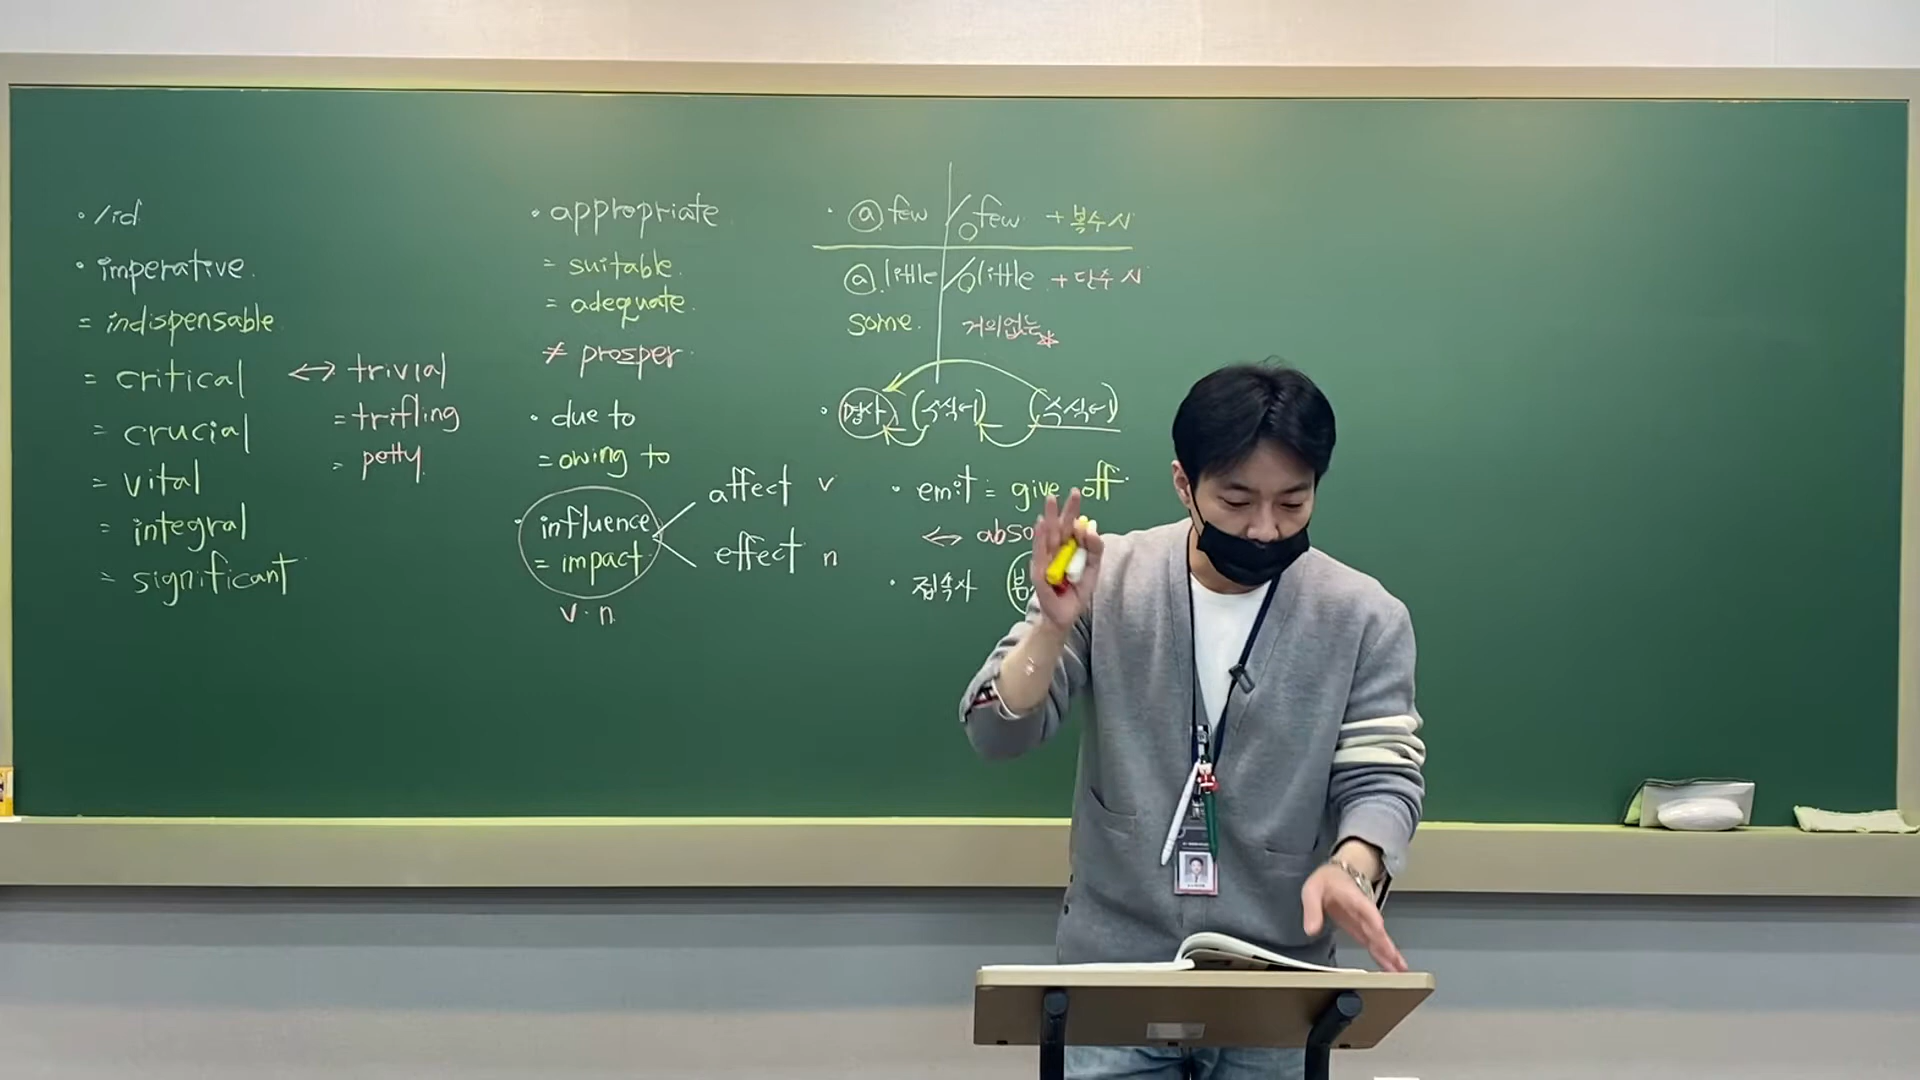 · /id
· imperative.
= indispensable
= critical ↔ trivial
= trifling
= petty
= crucial
= vital
= integral
= significant
· appropriate
= suitable.
= adequate.
≠ prosper
· due to
= owing to
· influence
= impact
v · n
affect v
effect n
· ⓐ few / few + 복수 시
ⓐ little / little + 단수 시
some. 거의없는
· 명사 (수식어) (수식어)
· emit = give off
↔
· 접속사